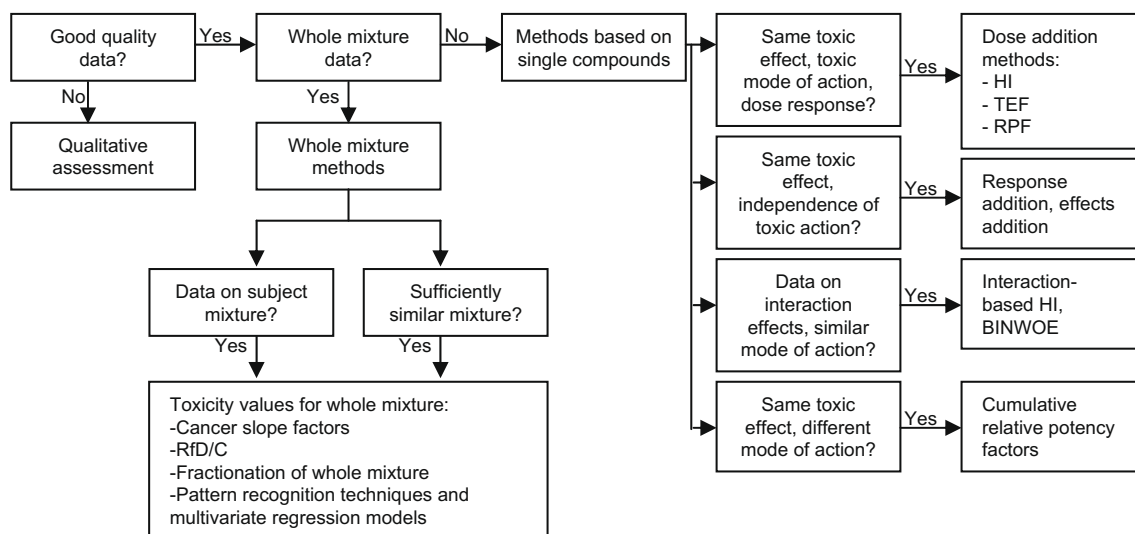 Good quality
data?
Yes
Whole mixture
data?
No
Methods based on
single compounds
No
Qualitative
assessment
Yes
Whole mixture
methods
Data on subject
mixture?
Sufficiently
similar mixture?
Yes
Yes
Toxicity values for whole mixture:
-Cancer slope factors
-RfD/C
-Fractionation of whole mixture
-Pattern recognition techniques and
multivariate regression models
Same toxic
effect, toxic
mode of action,
dose response?
Yes
Dose addition
methods:
- HI
- TEF
- RPF
Same toxic
effect,
independence of
toxic action?
Yes
Response
addition, effects
addition
Data on
interaction
effects, similar
mode of action?
Yes
Interaction-
based HI,
BINWOE
Same toxic
effect, different
mode of action?
Yes
Cumulative
relative potency
factors